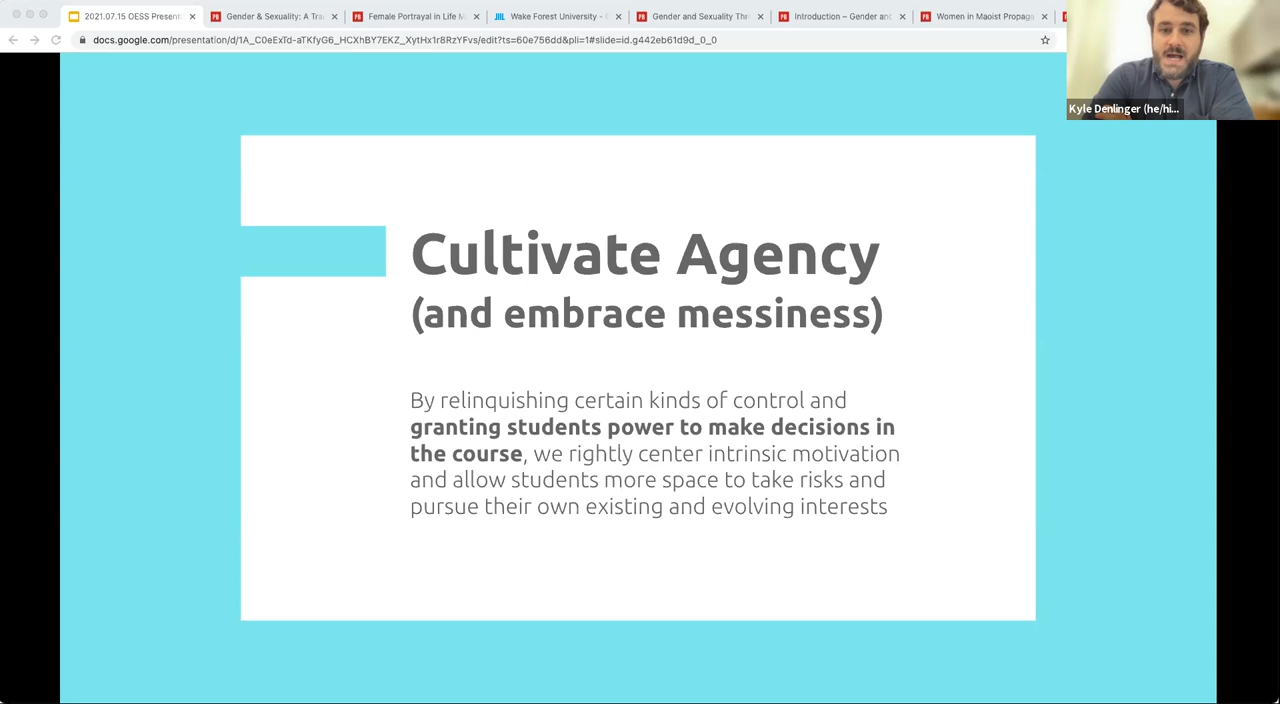 2021.07.15 OESS Present
Gender & Sexuality: A Tra
Female Portrayal in Life M
Wake Forest University -
Gender and Sexuality Thr
Introduction – Gender and
Women in Maoist Propaga
docs.google.com/presentation/d/1A_C0eExTd-aTKfyG6_HCXhBY7EKZ_XytHx1r8RzYFvs/edit?ts=60e756dd&pli=1#slide=id.g442eb61d9d_0_0
Kyle Denlinger (he/hi...
Cultivate Agency
(and embrace messiness)
By relinquishing certain kinds of control and
granting students power to make decisions in
the course, we rightly center intrinsic motivation
and allow students more space to take risks and
pursue their own existing and evolving interests